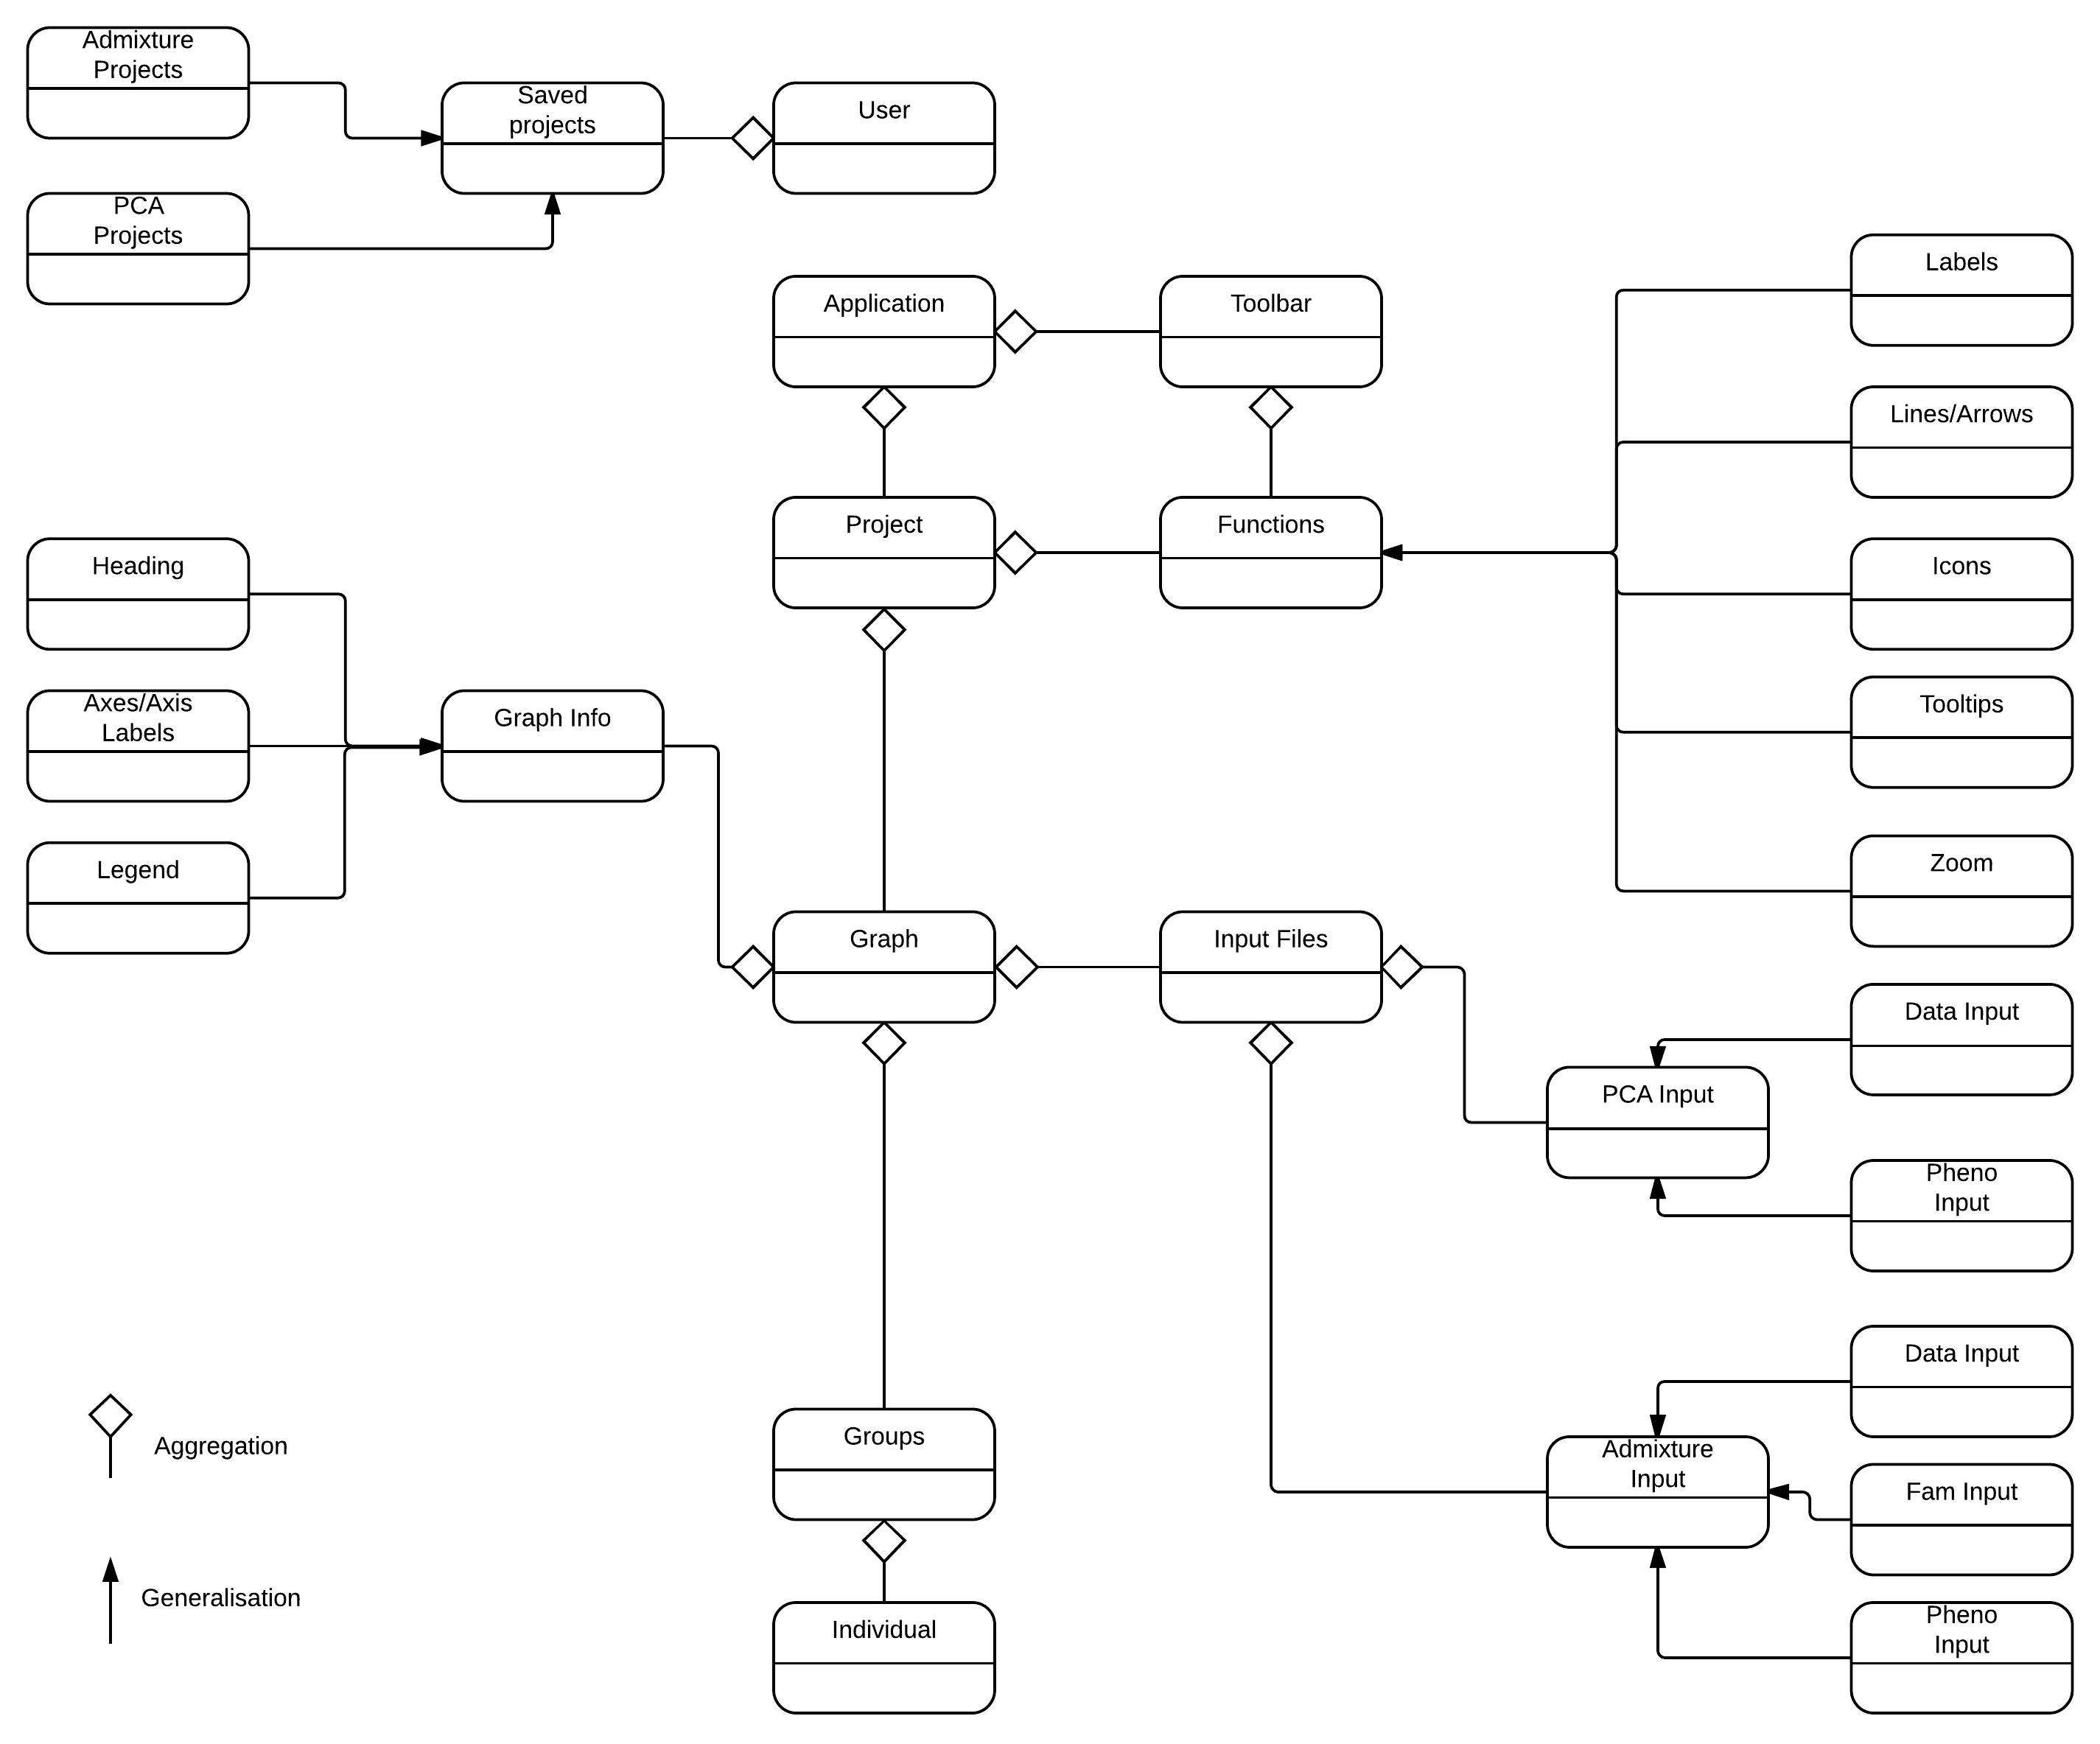 Admixture
Projects
Saved
projects
User
PCA
Projects
Labels
Application
Toolbar
Lines/Arrows
Project
Functions
Heading
Icons
Axes/Axis
Labels
Graph Info
Tooltips
Legend
Zoom
Graph
Input Files
Data Input
PCA Input
Pheno
Input
Data Input
Groups
Aggregation
Admixture
Input
Fam Input
Generalisation
Individual
Pheno
Input